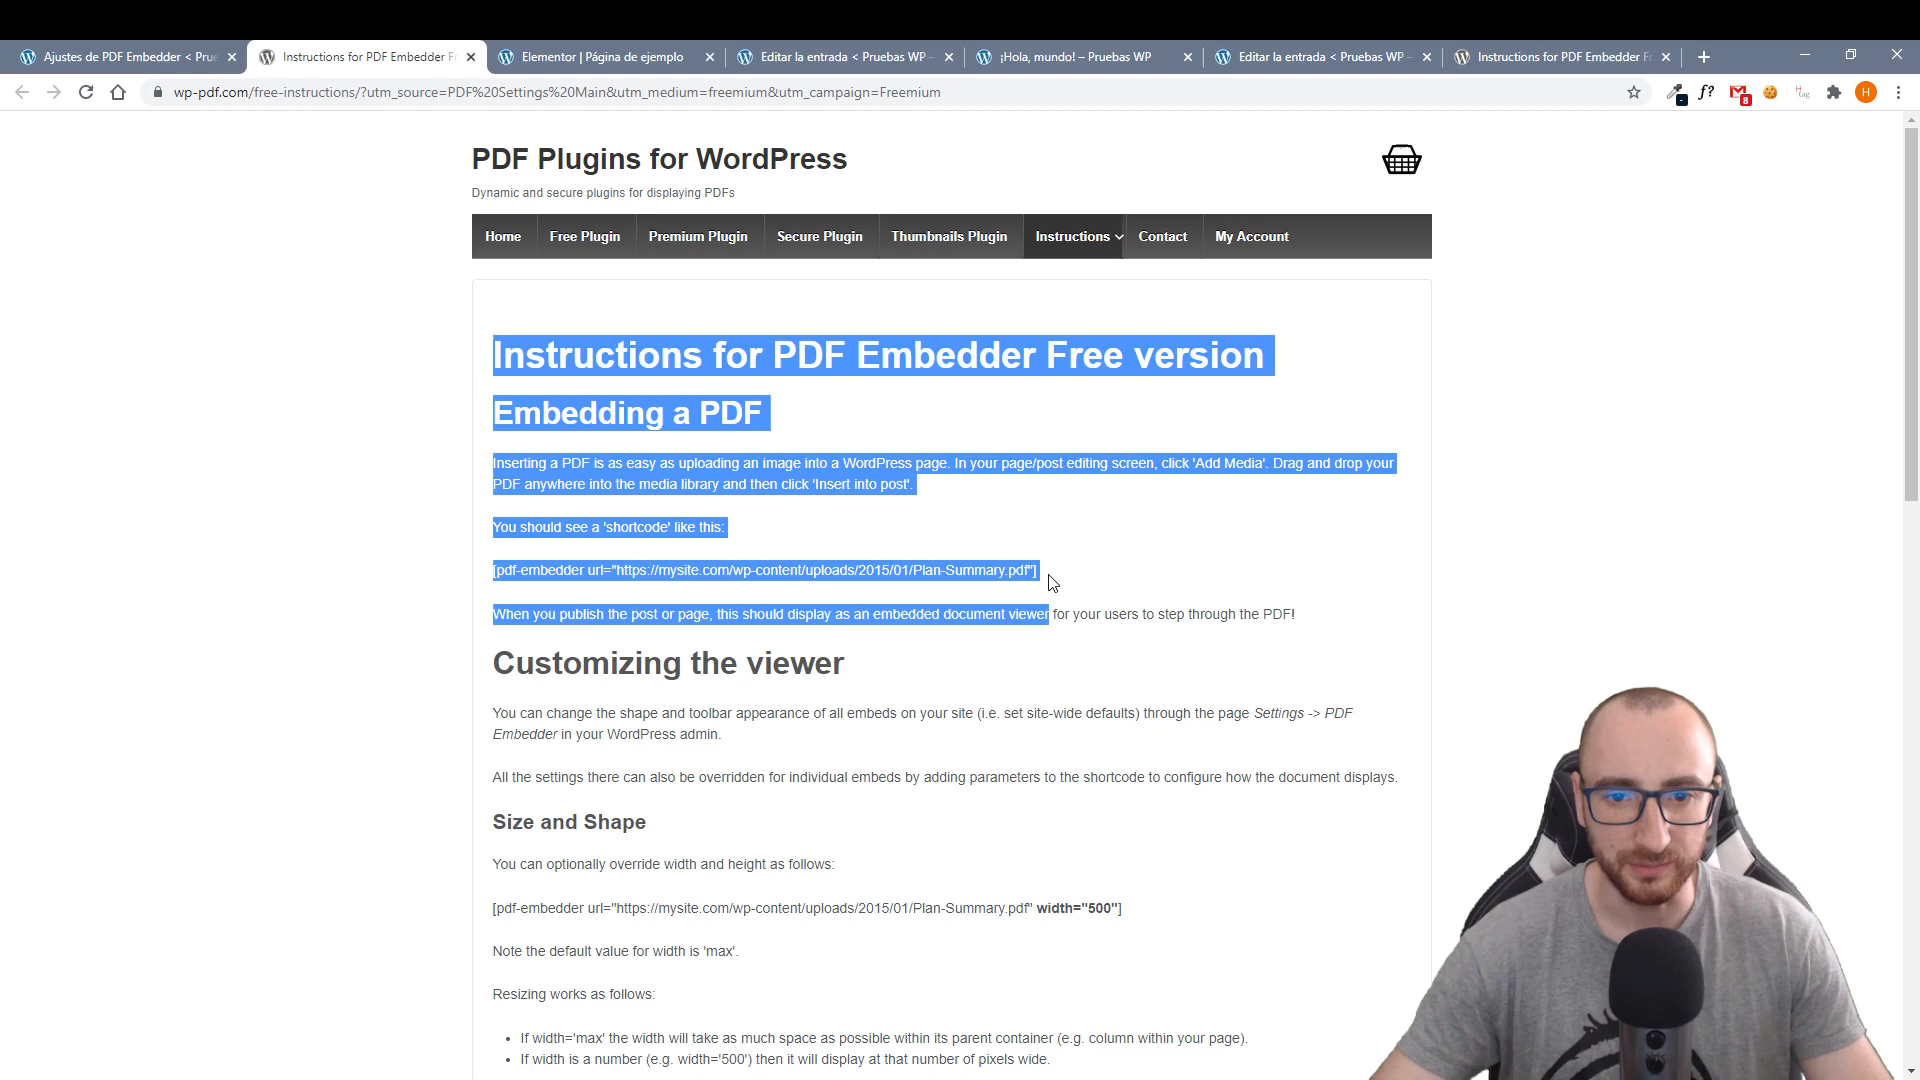 Ajustes de PDF Embedder < Prue
Instructions for PDF Embedder F
Elementor | Página de ejemplo
Editar la entrada < Pruebas WP –
¡Hola, mundo! – Pruebas WP
Editar la entrada < Pruebas WP –
Instructions for PDF Embedder F
wp-pdf.com/free-instructions/?utm_source=PDF%20Settings%20Main&utm_medium=freemium&utm_campaign=Freemium
f?
8
H
PDF Plugins for WordPress
Dynamic and secure plugins for displaying PDFs
Home Free Plugin Premium Plugin Secure Plugin Thumbnails Plugin Instructions Contact My Account
Instructions for PDF Embedder Free version
Embedding a PDF
Inserting a PDF is as easy as uploading an image into a WordPress page. In your page/post editing screen, click 'Add Media'. Drag and drop your
PDF anywhere into the media library and then click 'Insert into post'.
You should see a 'shortcode' like this:
[pdf-embedder url="https://mysite.com/wp-content/uploads/2015/01/Plan-Summary.pdf"]
When you publish the post or page, this should display as an embedded document viewer for your users to step through the PDF!
Customizing the viewer
You can change the shape and toolbar appearance of all embeds on your site (i.e. set site-wide defaults) through the page Settings -> PDF
Embedder in your WordPress admin.
All the settings there can also be overridden for individual embeds by adding parameters to the shortcode to configure how the document displays.
Size and Shape
You can optionally override width and height as follows:
[pdf-embedder url="https://mysite.com/wp-content/uploads/2015/01/Plan-Summary.pdf" width="500"]
Note the default value for width is 'max'.
Resizing works as follows:
• If width='max' the width will take as much space as possible within its parent container (e.g. column within your page).
• If width is a number (e.g. width='500') then it will display at that number of pixels wide.